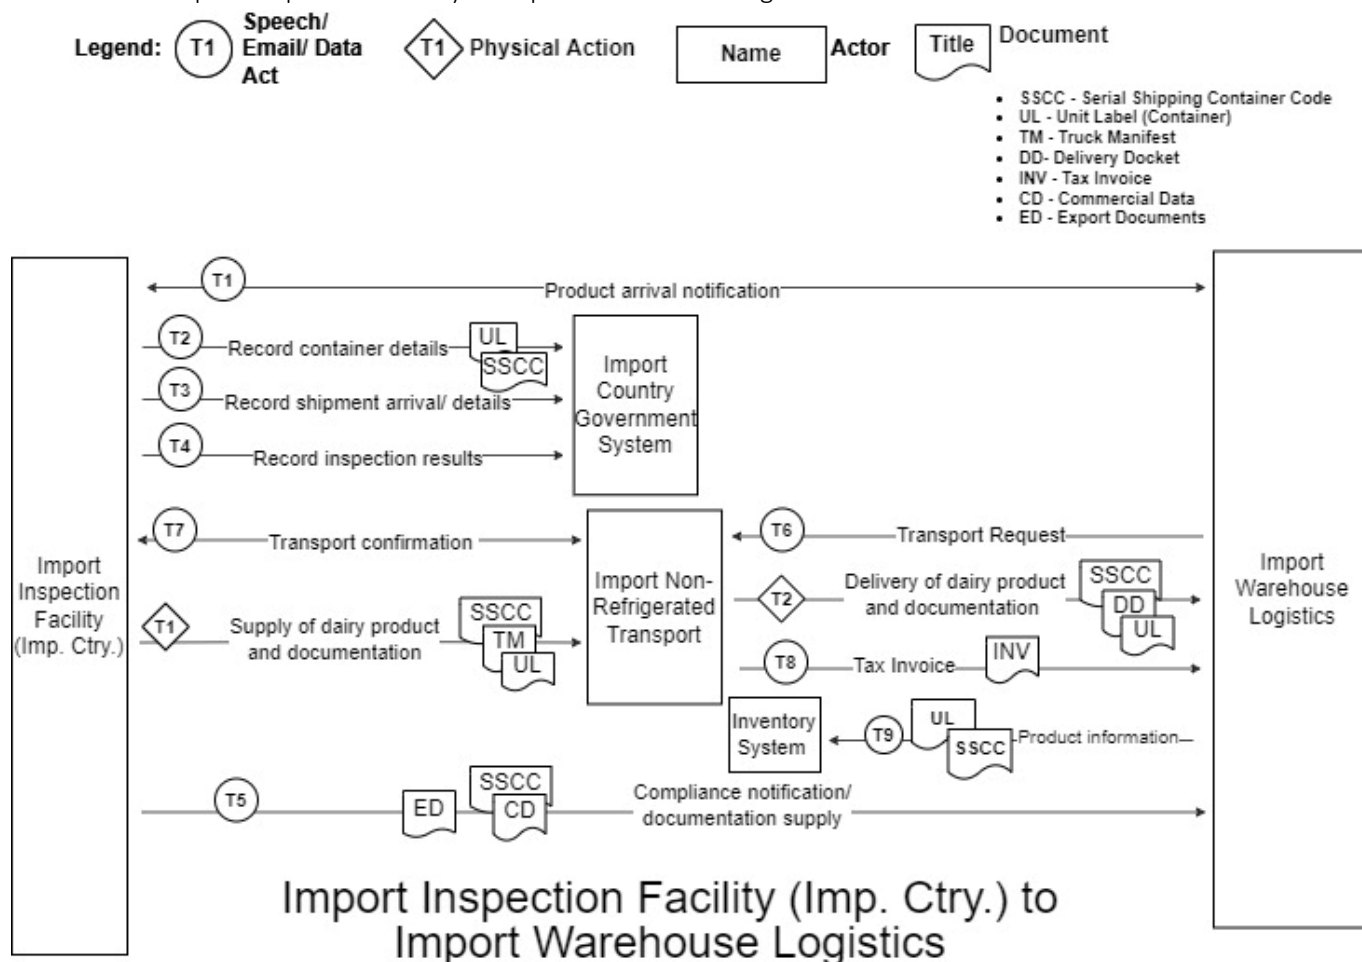 Legend:
T1
Speech/
Email/ Data
Act
T1
Physical Action
Name
Actor
Title
Document
• SSCC - Serial Shipping Container Code
• UL - Unit Label (Container)
• TM - Truck Manifest
• DD- Delivery Docket
• INV - Tax Invoice
• CD - Commercial Data
• ED - Export Documents
T1
Product arrival notification
T2
Record container details
UL
SSCC
T3
Record shipment arrival/ details
T4
Record inspection results
Import
Country
Government
System
Import
Inspection
Facility
(Imp. Ctry.)
T7
Transport confirmation
T1
Supply of dairy product
and documentation
SSCC
TM
UL
Import Non-
Refrigerated
Transport
T6
Transport Request
T2
Delivery of dairy product
and documentation
SSCC
DD
UL
T8
Tax Invoice
INV
Import
Warehouse
Logistics
Inventory
System
T9
UL
SSCC
Product information
T5
ED
SSCC
CD
Compliance notification/
documentation supply
Import Inspection Facility (Imp. Ctry.) to
Import Warehouse Logistics